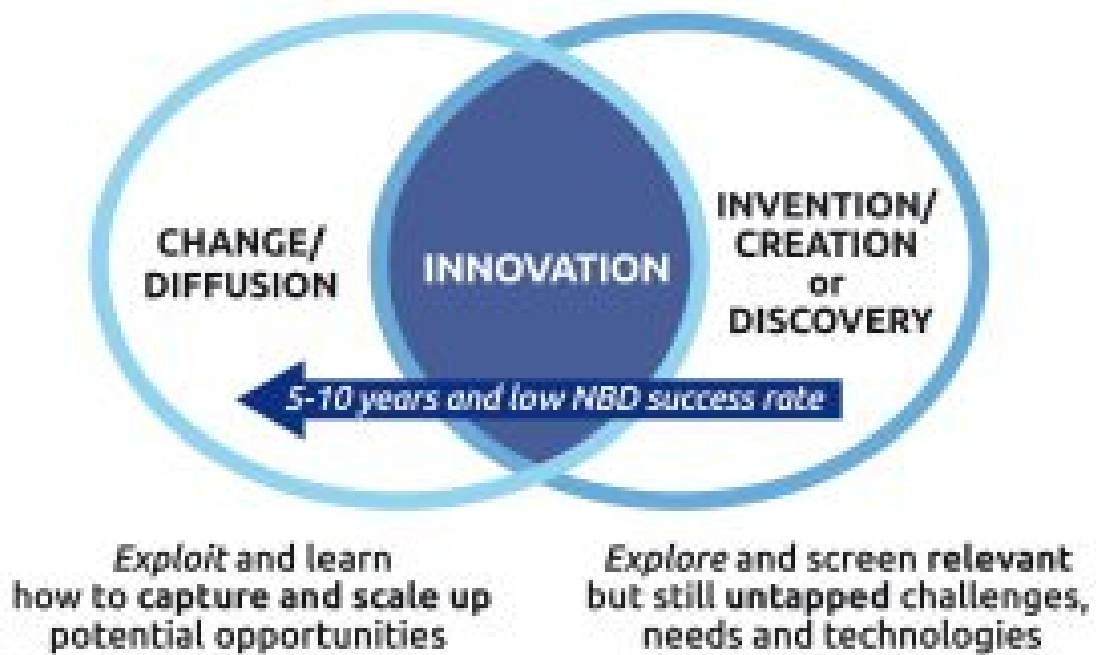 CHANGE/
DIFFUSION
INNOVATION
INVENTION/
CREATION
or
DISCOVERY
5-10 years and low NBD success rate
Exploit and learn
how to capture and scale up
potential opportunities
Explore and screen relevant
but still untapped challenges,
needs and technologies